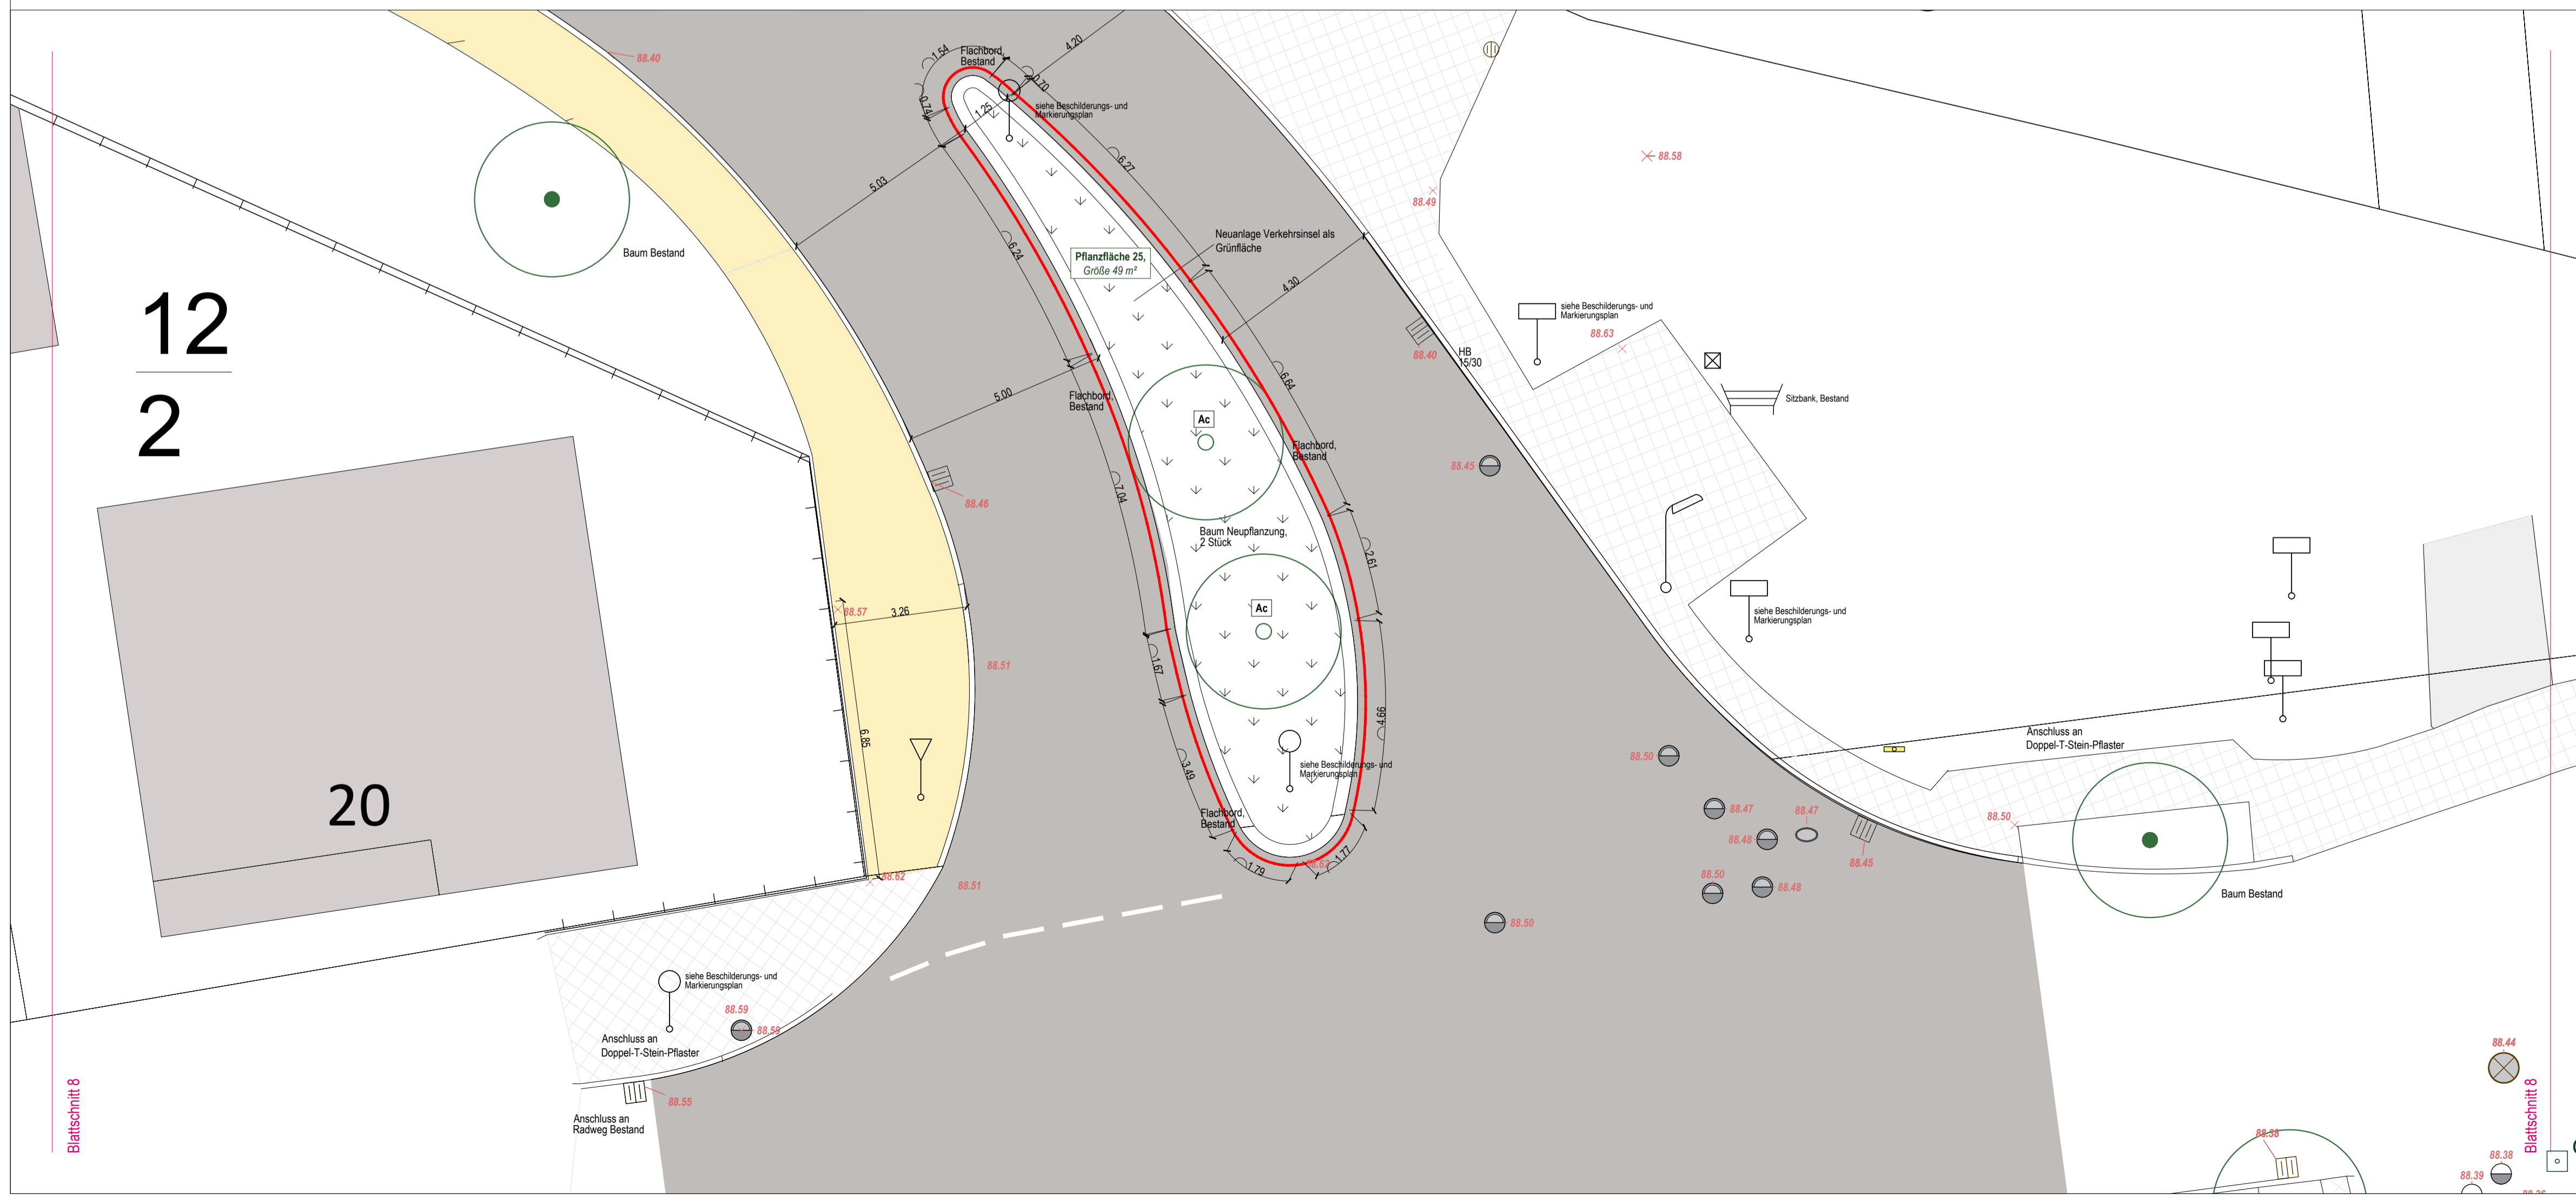 88.40
1.54
Flachbord,
Bestand
4.20
0.70
0.74
1.25
siehe Beschilderungs- und
Markierungsplan
88.58
6.27
88.49
5.03
Baum Bestand
6.24
Neuanlage Verkehrsinsel als
Grünfläche
Pflanzfläche 25,
Größe 49 m²
4.30
12
2
siehe Beschilderungs- und
Markierungsplan
88.63
88.40
HB
15/30
6.64
5.00
Flachbord,
Bestand
Sitzbank, Bestand
Ac
Flachbord,
Bestand
88.45
88.46
7.04
Baum Neupflanzung,
2 Stück
2.61
88.57
3.26
Ac
siehe Beschilderungs- und
Markierungsplan
88.51
1.67
4.66
6.85
Anschluss an
Doppel-T-Stein-Pflaster
88.50
3.49
siehe Beschilderungs- und
Markierungsplan
20
Flachbord,
Bestand
88.47
88.47
88.50
88.48
88.45
1.77
88.62
1.79
88.62
88.51
88.50
88.48
Baum Bestand
88.50
siehe Beschilderungs- und
Markierungsplan
88.59
88.59
Anschluss an
Doppel-T-Stein-Pflaster
88.44
88.55
Anschluss an
Radweg Bestand
Blattschnitt 8
Blattschnitt 8
88.38
88.38
88.39